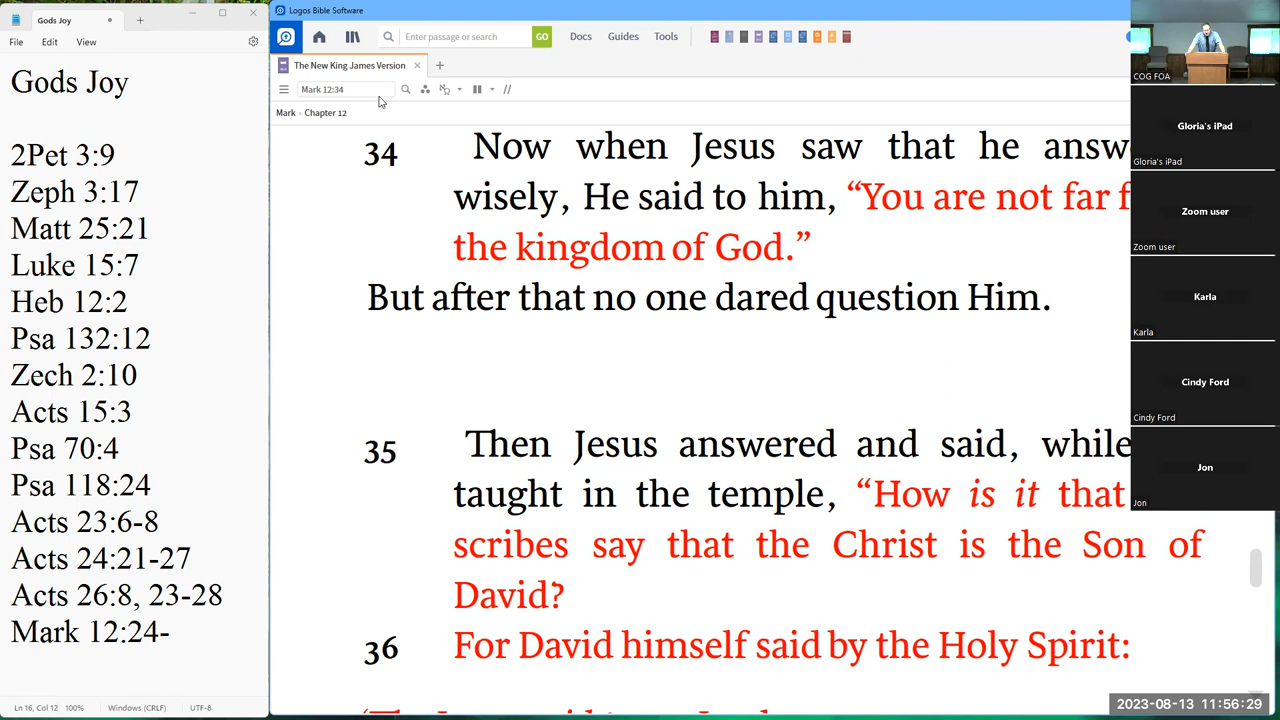 Gods Joy
File Edit View
Gods Joy
2Pet 3:9
Zeph 3:17
Matt 25:21
Luke 15:7
Heb 12:2
Psa 132:12
Zech 2:10
Acts 15:3
Psa 70:4
Psa 118:24
Acts 23:6-8
Acts 24:21-27
Acts 26:8, 23-28
Mark 12:24-
Ln 16, Col 12 100% Windows (CRLF) UTF-8
Logos Bible Software
Enter passage or search GO Docs Guides Tools
The New King James Version
Mark 12:34
Mark › Chapter 12
34 Now when Jesus saw that he answ
wisely, He said to him, “You are not far f
the kingdom of God.”
But after that no one dared question Him.
35 Then Jesus answered and said, while
taught in the temple, “How is it that
scribes say that the Christ is the Son of
David?
36 For David himself said by the Holy Spirit:
COG FOA
Gloria's iPad
Gloria's iPad
Zoom user
Zoom user
Karla
Karla
Cindy Ford
Cindy Ford
Jon
Jon
2023-08-13 11:56:29